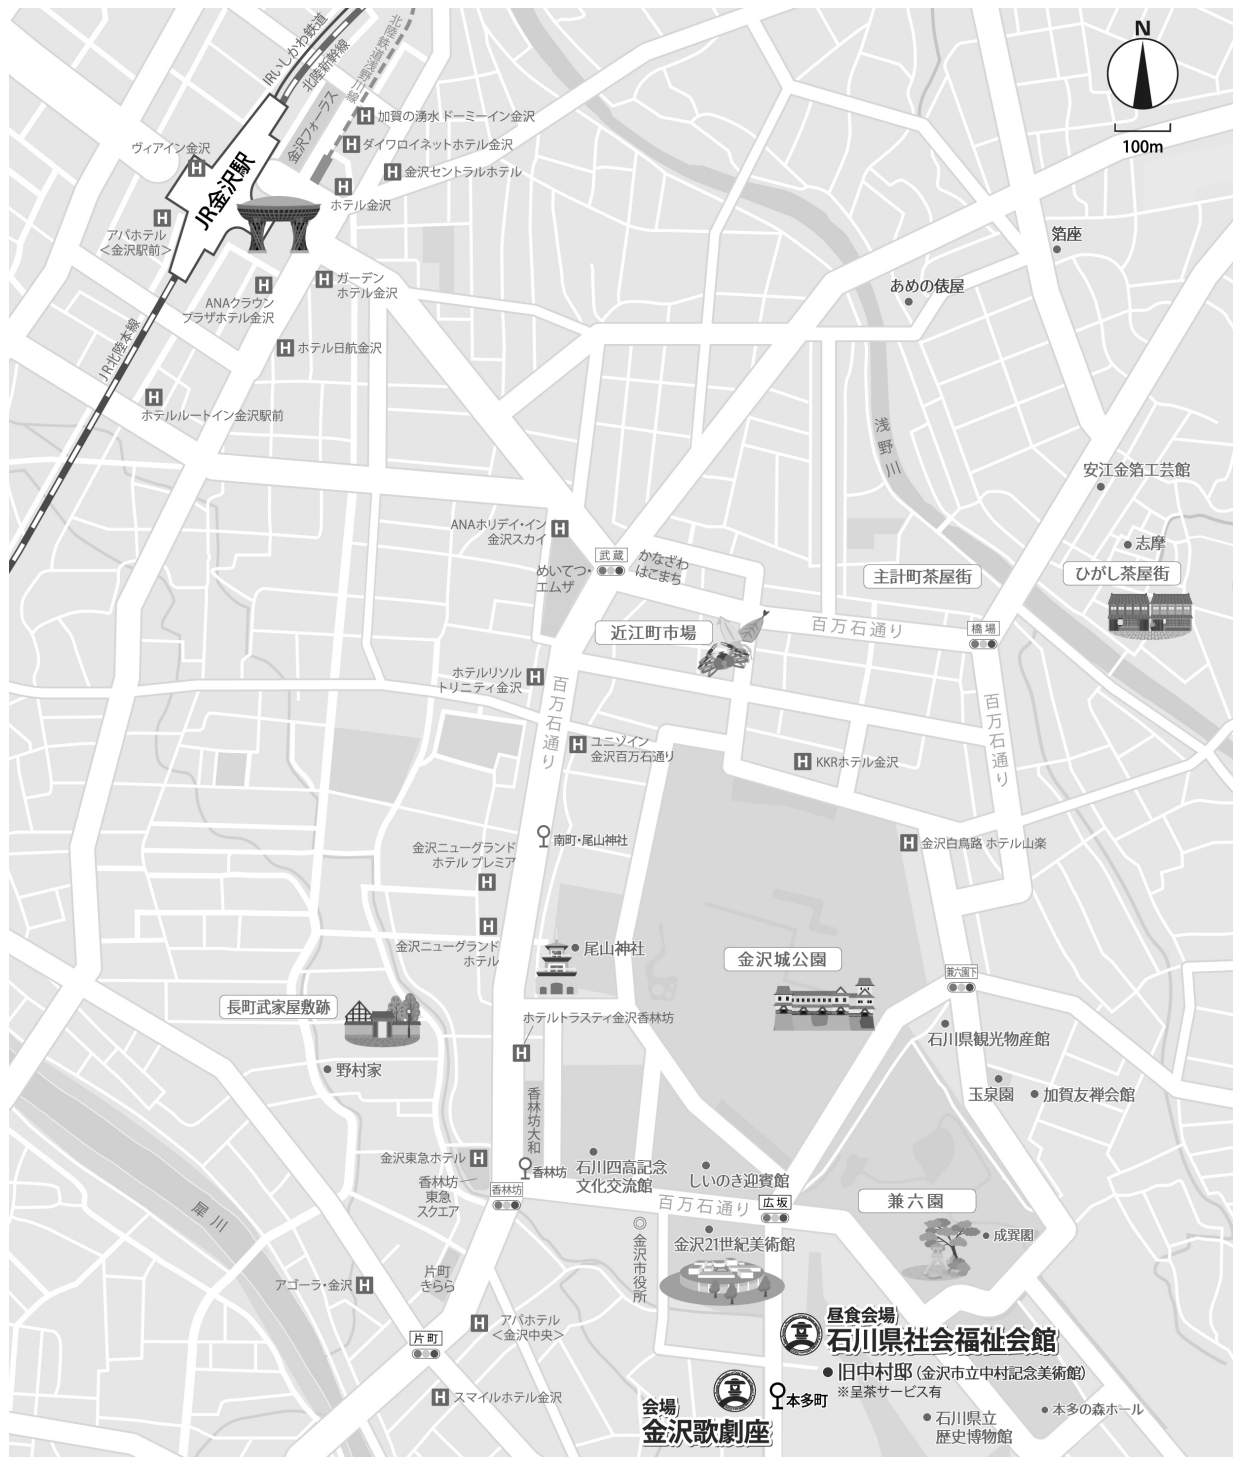 IRいしかわ鉄道
北陸新幹線
北陸鉄道浅野川線
N
100m
金沢フォーラス
加賀の湧水 ドーミーイン金沢
ダイワロイネットホテル金沢
金沢セントラルホテル
ホテル金沢
ヴィアイン金沢
JR金沢駅
アパホテル
<金沢駅前>
ANAクラウン
プラザホテル金沢
ガーデン
ホテル金沢
ホテル日航金沢
JR北陸本線
ホテルルートイン金沢駅前
箔座
あめの俵屋
浅野川
安江金箔工芸館
志摩
ひがし茶屋街
主計町茶屋街
ANAホリデイ・イン
金沢スカイ
武蔵
かなざわ
はこまち
めいてつ・
エムザ
近江町市場
百万石通り
橋場
ホテルリソル
トリニティ金沢
百万石通り
百万石通り
ユニゾイン
金沢百万石通り
KKRホテル金沢
南町・尾山神社
金沢ニューグランド
ホテル プレミア
金沢白鳥路 ホテル山楽
金沢ニューグランド
ホテル
尾山神社
金沢城公園
兼六園下
長町武家屋敷跡
ホテルトラスティ金沢香林坊
野村家
石川県観光物産館
玉泉園
加賀友禅会館
香林坊大和
金沢東急ホテル
香林坊
石川四高記念
文化交流館
しいのき迎賓館
香林坊
東急
スクエア
香林坊
百万石通り
広坂
兼六園
犀川
◎金沢市役所
金沢21世紀美術館
成巽閣
アゴーラ・金沢
片町
きらら
アパホテル
<金沢中央>
片町
昼食会場
石川県社会福祉会館
旧中村邸(金沢市立中村記念美術館)
※呈茶サービス有
スマイルホテル金沢
会場
金沢歌劇座
本多町
石川県立
歴史博物館
本多の森ホール